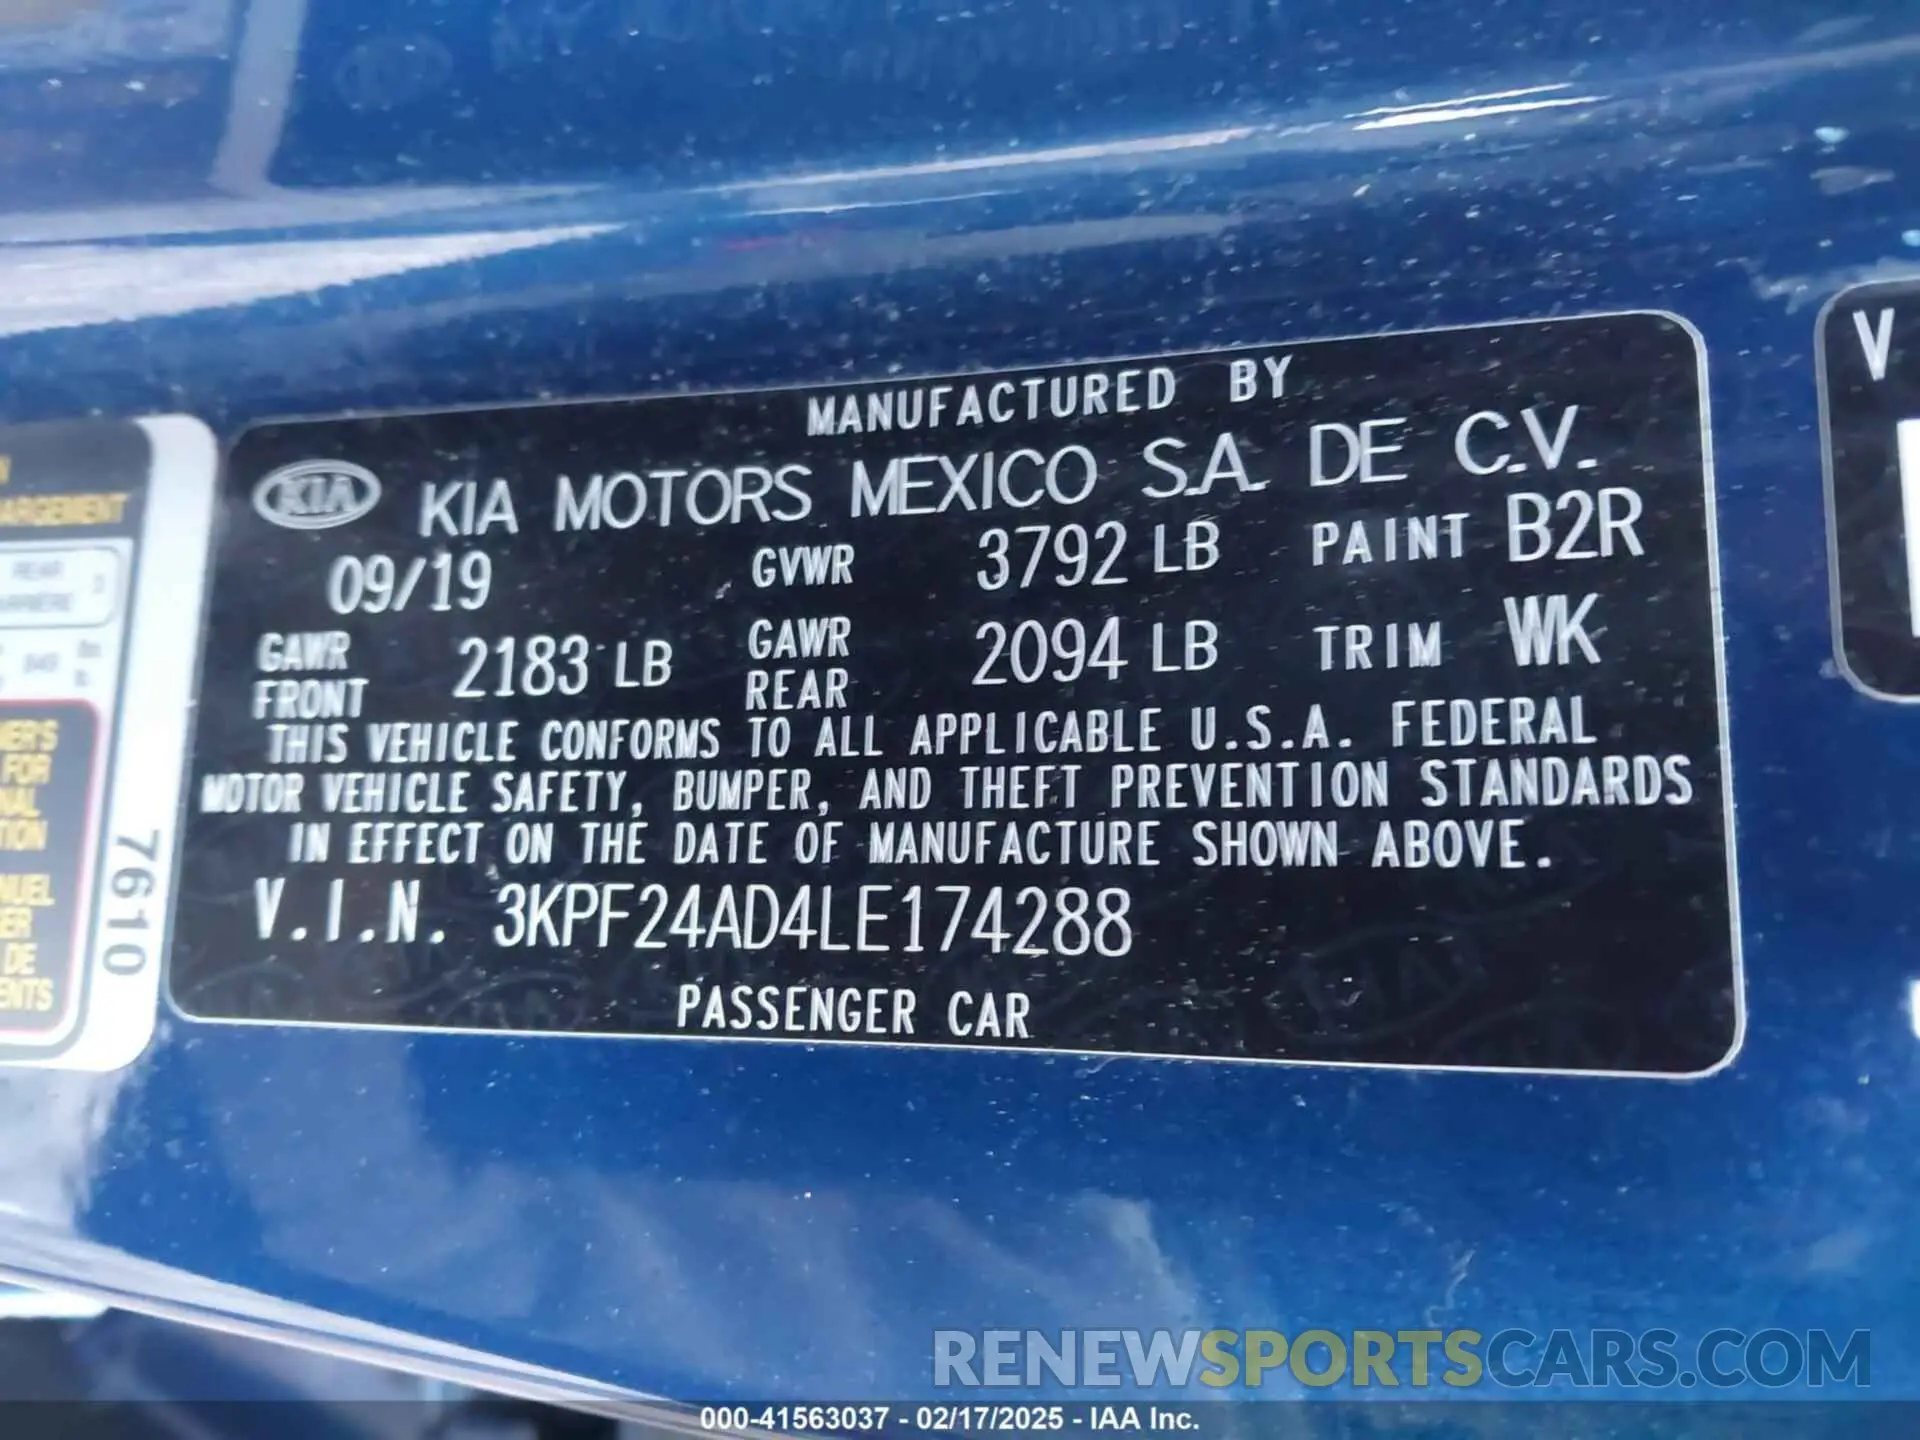 MANUFACTURED BY
KIA KIA MOTORS MEXICO S.A. DE C.V.
09/19 GVWR 3792 LB PAINT B2R
GAWR FRONT 2183 LB GAWR REAR 2094 LB TRIM WK
THIS VEHICLE CONFORMS TO ALL APPLICABLE U.S.A. FEDERAL
MOTOR VEHICLE SAFETY, BUMPER, AND THEFT PREVENTION STANDARDS
IN EFFECT ON THE DATE OF MANUFACTURE SHOWN ABOVE.
V.I.N. 3KPF24AD4LE174288
PASSENGER CAR
REAR
FOR
DE
7610
V
RENEWSPORTSCARS.COM
000-41563037 - 02/17/2025 - IAA Inc.